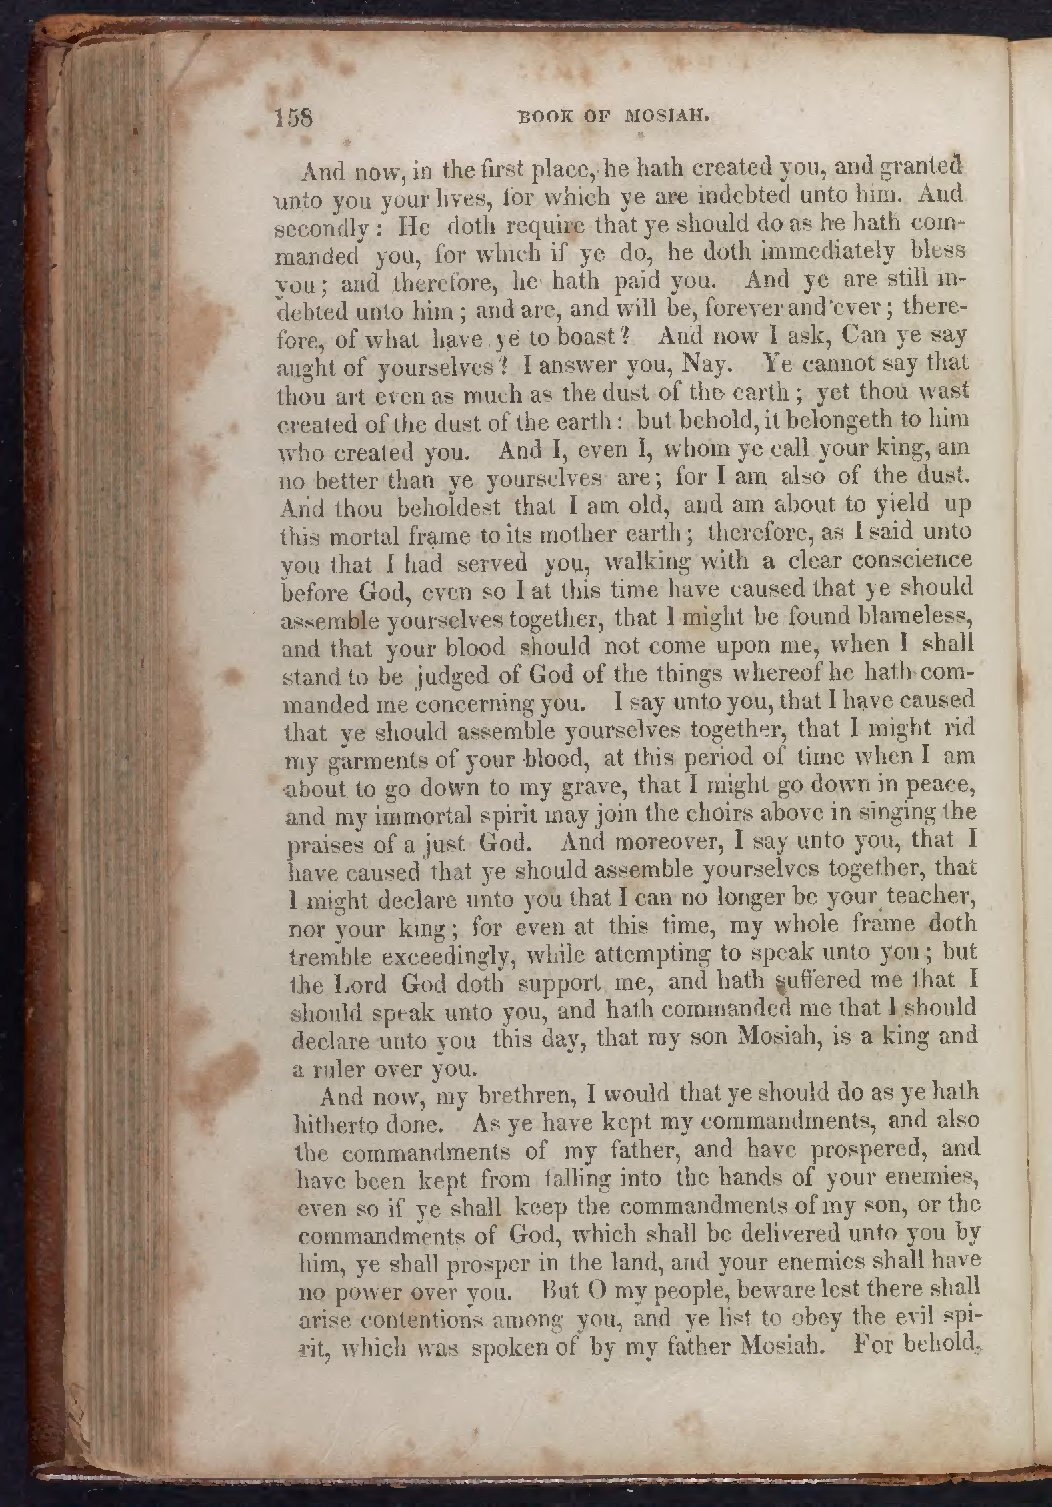 158 BOOK OF MOSIAH.
And now, in the first place, he hath created you, and granted
unto you your lives, for which ye are indebted unto him. And
secondly: He doth require that ye should do as he hath com-
manded you, for which if ye do, he doth immediately bless
you; and therefore, he hath paid you. And ye are still in-
debted unto him; and are, and will be, forever and ever; there-
fore, of what have ye to boast? And now I ask, Can ye say
aught of yourselves? I answer you, Nay. Ye cannot say that
thou art even as much as the dust of the earth; yet thou wast
created of the dust of the earth: but behold, it belongeth to him
who created you. And I, even I, whom ye call your king, am
no better than ye yourselves are; for I am also of the dust.
And thou beholdest that I am old, and am about to yield up
this mortal frame to its mother earth; therefore, as I said unto
you that I had served you, walking with a clear conscience
before God, even so I at this time have caused that ye should
assemble yourselves together, that I might be found blameless,
and that your blood should not come upon me, when I shall
stand to be judged of God of the things whereof he hath com-
manded me concerning you. I say unto you, that I have caused
that ye should assemble yourselves together, that I might rid
my garments of your blood, at this period of time when I am
about to go down to my grave, that I might go down in peace,
and my immortal spirit may join the choirs above in singing the
praises of a just God. And moreover, I say unto you, that I
have caused that ye should assemble yourselves together, that
I might declare unto you that I can no longer be your teacher,
nor your king; for even at this time, my whole frame doth
tremble exceedingly, while attempting to speak unto you; but
the Lord God doth support me, and hath suffered me that I
should speak unto you, and hath commanded me that I should
declare unto you this day, that my son Mosiah, is a king and
a ruler over you.
And now, my brethren, I would that ye should do as ye hath
hitherto done. As ye have kept my commandments, and also
the commandments of my father, and have prospered, and
have been kept from falling into the hands of your enemies,
even so if ye shall keep the commandments of my son, or the
commandments of God, which shall be delivered unto you by
him, ye shall prosper in the land, and your enemies shall have
no power over you. But O my people, beware lest there shall
arise contentions among you, and ye list to obey the evil spi-
rit, which was spoken of by my father Mosiah. For behold,